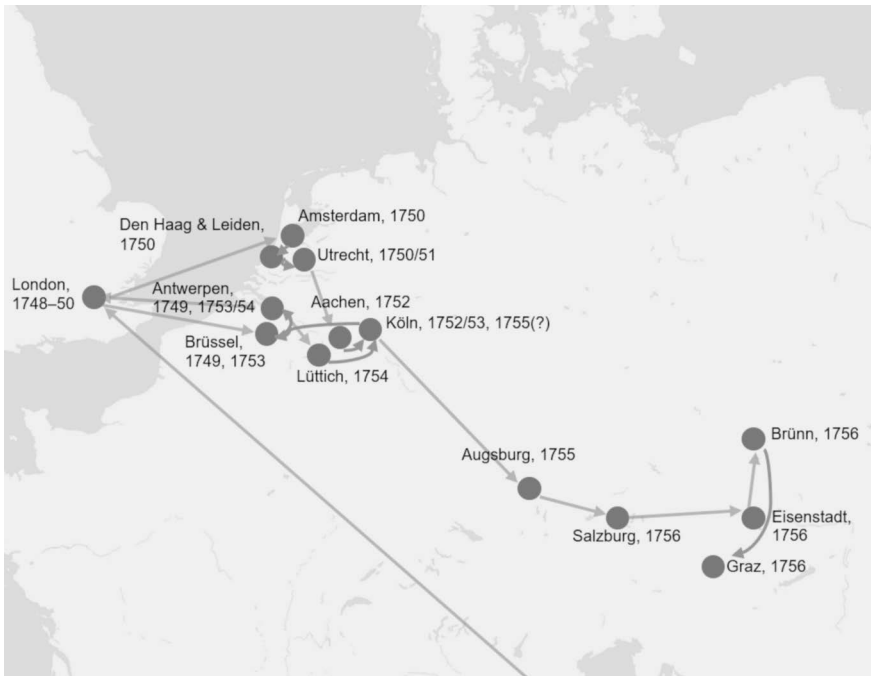 Den Haag & Leiden,
1750
Amsterdam, 1750
Utrecht, 1750/51
London,
1748–50
Antwerpen,
1749, 1753/54
Aachen, 1752
Köln, 1752/53, 1755(?)
Brüssel,
1749, 1753
Lüttich, 1754
Augsburg, 1755
Brünn, 1756
Salzburg, 1756
Eisenstadt,
1756
Graz, 1756